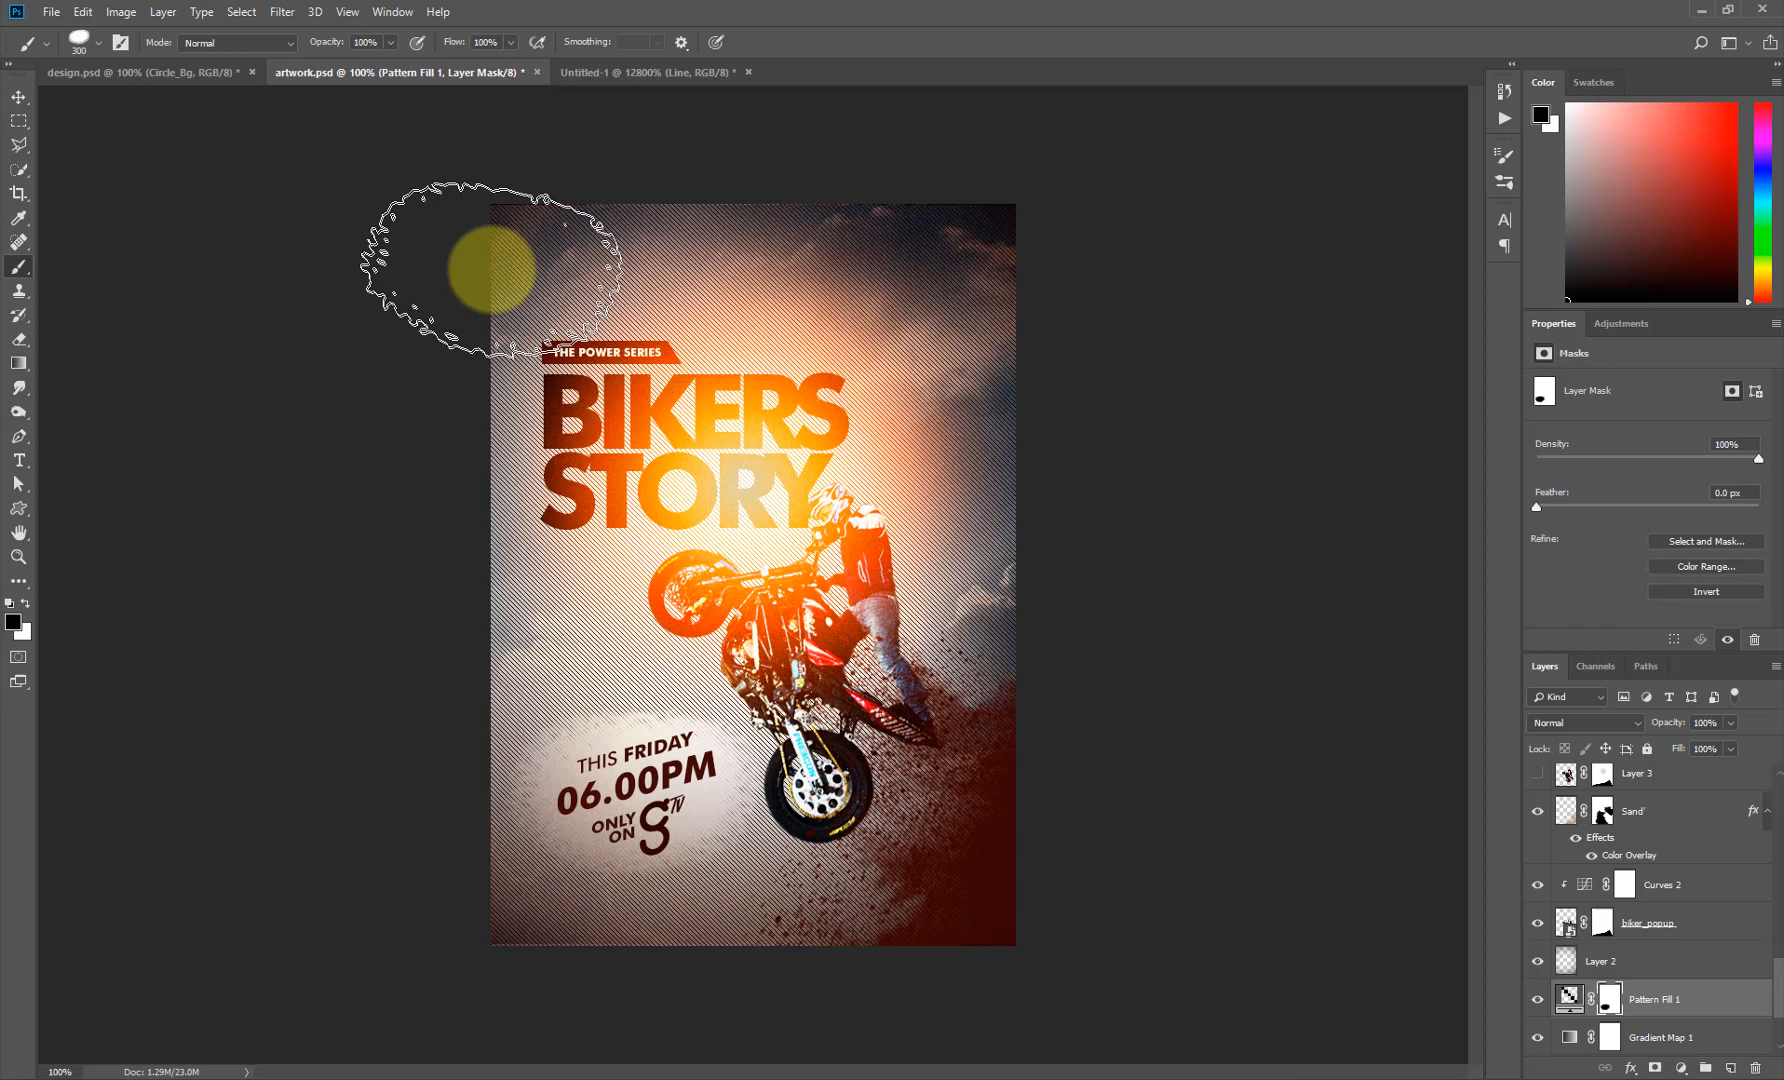 Ps File Edit Image Layer Type Select Filter 3D View Window Help
300 Mode: Normal Opacity: 100% Flow: 100% Smoothing:
design.psd @ 100% (Circle_Bg, RGB/8) * artwork.psd @ 100% (Pattern Fill 1, Layer Mask/8) * Untitled-1 @ 12800% (Line, RGB/8) *
THE POWER SERIES
BIKERS
STORY
THIS FRIDAY
06.00PM
ONLY
ON
STV
Color Swatches
Properties Adjustments
Masks
Layer Mask
Density: 100%
Feather: 0.0 px
Refine: Select and Mask...
Color Range...
Invert
Layers Channels Paths
Kind
Normal Opacity: 100%
Lock: Fill: 100%
Layer 3
Sand'
fx
Effects
Color Overlay
Curves 2
biker_popup
Layer 2
Pattern Fill 1
Gradient Map 1
fx
100% Doc: 1.29M/23.0M